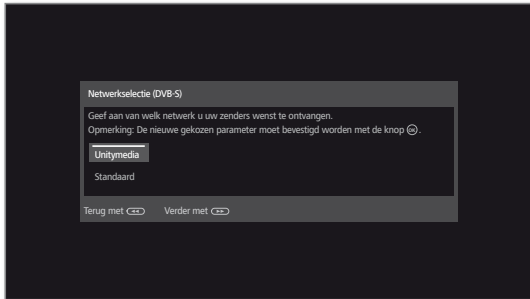 Netwerkselectie (DVB-S)
Geef aan van welk netwerk u uw zenders wenst te ontvangen.
Opmerking: De nieuwe gekozen parameter moet bevestigd worden met de knop OK.
Unitymedia
Standaard
Terug met Verder met